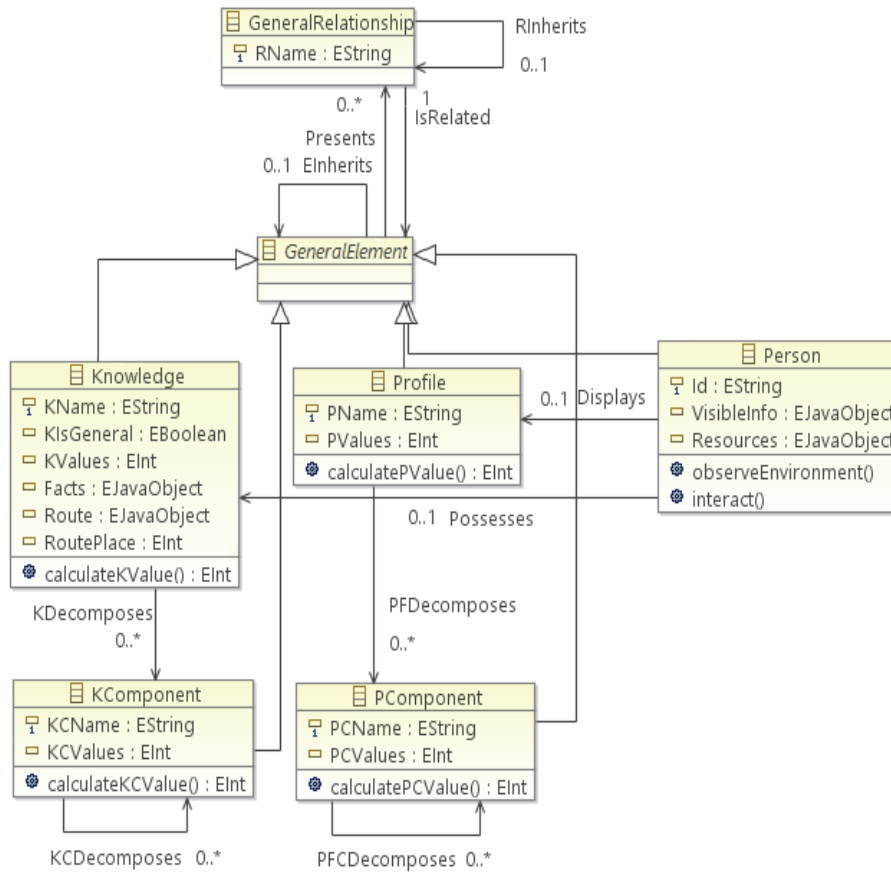 GeneralRelationship
RName : EString
RInherits
0..1
0..*
1
IsRelated
Presents
0..1 EInherits
GeneralElement
Knowledge
KName : EString
KIsGeneral : EBoolean
KValues : EInt
Facts : EJavaObject
Route : EJavaObject
RoutePlace : EInt
calculateKValue() : EInt
Profile
PName : EString
PValues : EInt
calculatePValue() : EInt
Person
Id : EString
VisibleInfo : EJavaObject
Resources : EJavaObject
observeEnvironment()
interact()
0..1 Displays
0..1 Possesses
KDecomposes
0..*
PFDecomposes
0..*
KComponent
KCName : EString
KCValues : EInt
calculateKCValue() : EInt
PComponent
PCName : EString
PCValues : EInt
calculatePCValue() : EInt
KCDecomposes 0..*
PFCDecomposes 0..*